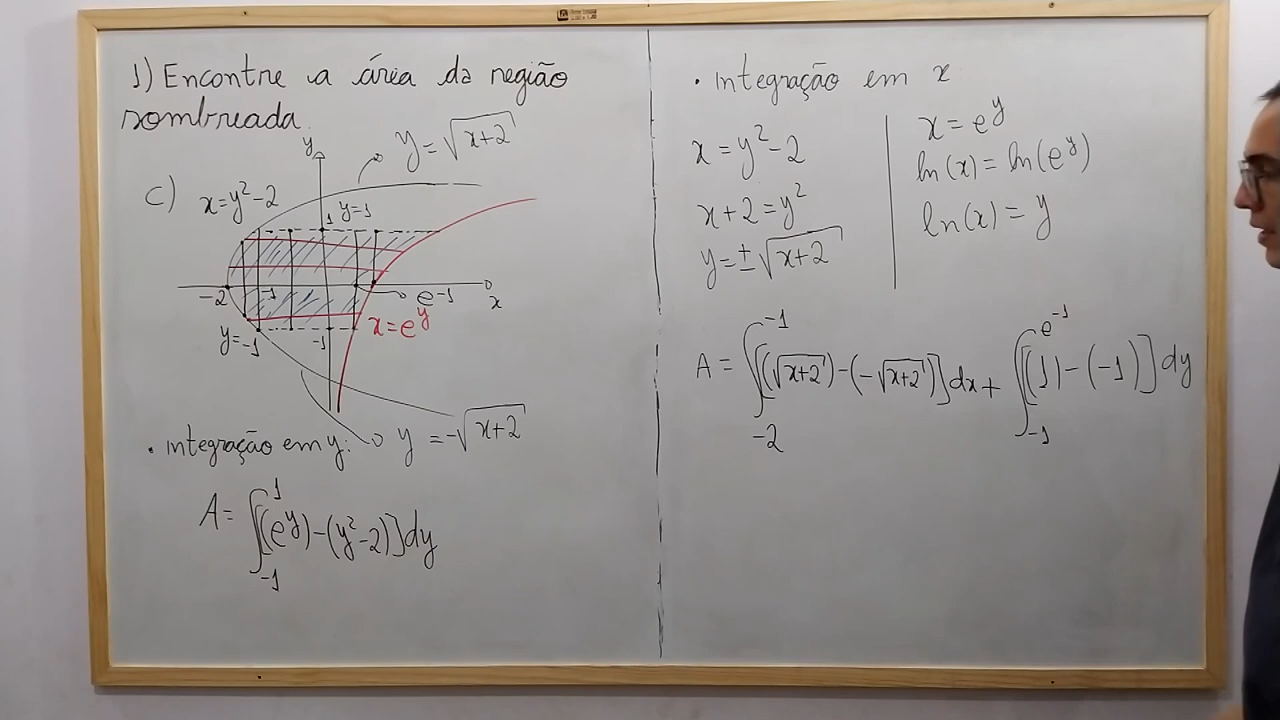 1) Encontre a área da região
sombreada.
y = √(x+2)
y
c) x=y²-2
1 y=1
-2 -1 e⁻¹ x
y=-1 -1 x=e^y
• integração em y: y = -√(x+2)
A = ∫₋₁¹ [(e^y)-(y²-2)]dy
• integração em x
x = y²-2
x+2 = y²
y = ±√(x+2)
x = e^y
ln(x) = ln(e^y)
ln(x) = y
A = ∫₋₂⁻¹ [(√(x+2))-(-√(x+2))]dx + ∫₋₁^(e⁻¹) [(1)-(-1)]dy